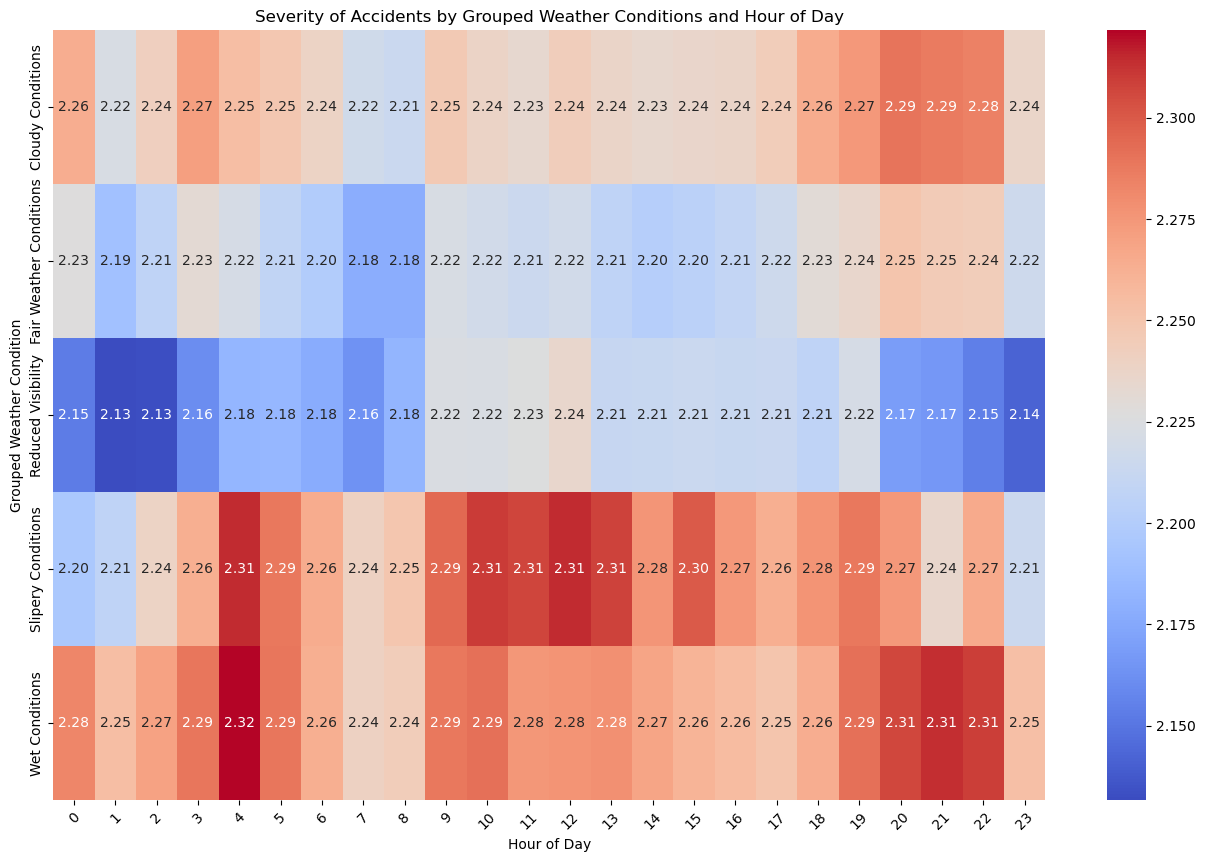 Severity of Accidents by Grouped Weather Conditions and Hour of Day
Grouped Weather Condition
Cloudy Conditions
2.26 2.22 2.24 2.27 2.25 2.25 2.24 2.22 2.21 2.25 2.24 2.23 2.24 2.24 2.23 2.24 2.24 2.24 2.26 2.27 2.29 2.29 2.28 2.24
Fair Weather Conditions
2.23 2.19 2.21 2.23 2.22 2.21 2.20 2.18 2.18 2.22 2.22 2.21 2.22 2.21 2.20 2.20 2.21 2.22 2.23 2.24 2.25 2.25 2.24 2.22
Reduced Visibility
2.15 2.13 2.13 2.16 2.18 2.18 2.18 2.16 2.18 2.22 2.22 2.23 2.24 2.21 2.21 2.21 2.21 2.21 2.21 2.22 2.17 2.17 2.15 2.14
Slipery Conditions
2.20 2.21 2.24 2.26 2.31 2.29 2.26 2.24 2.25 2.29 2.31 2.31 2.31 2.31 2.28 2.30 2.27 2.26 2.28 2.29 2.27 2.24 2.27 2.21
Wet Conditions
2.28 2.25 2.27 2.29 2.32 2.29 2.26 2.24 2.24 2.29 2.29 2.28 2.28 2.28 2.27 2.26 2.26 2.25 2.26 2.29 2.31 2.31 2.31 2.25
0 1 2 3 4 5 6 7 8 9 10 11 12 13 14 15 16 17 18 19 20 21 22 23
Hour of Day
2.300
2.275
2.250
2.225
2.200
2.175
2.150